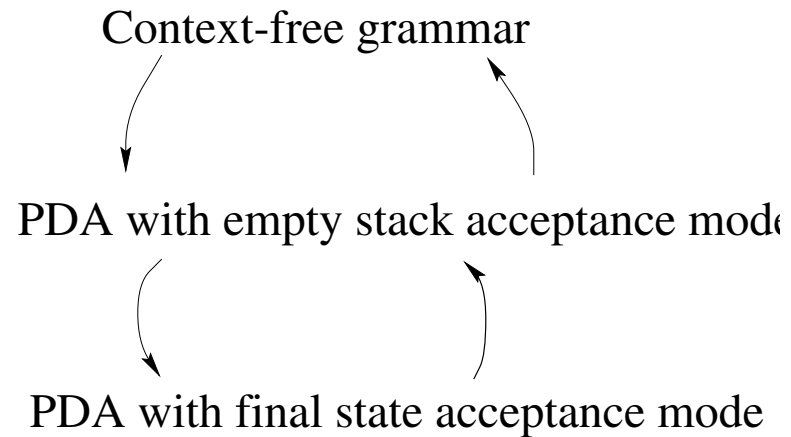 Context-free grammar
PDA with empty stack acceptance mode
PDA with final state acceptance mode